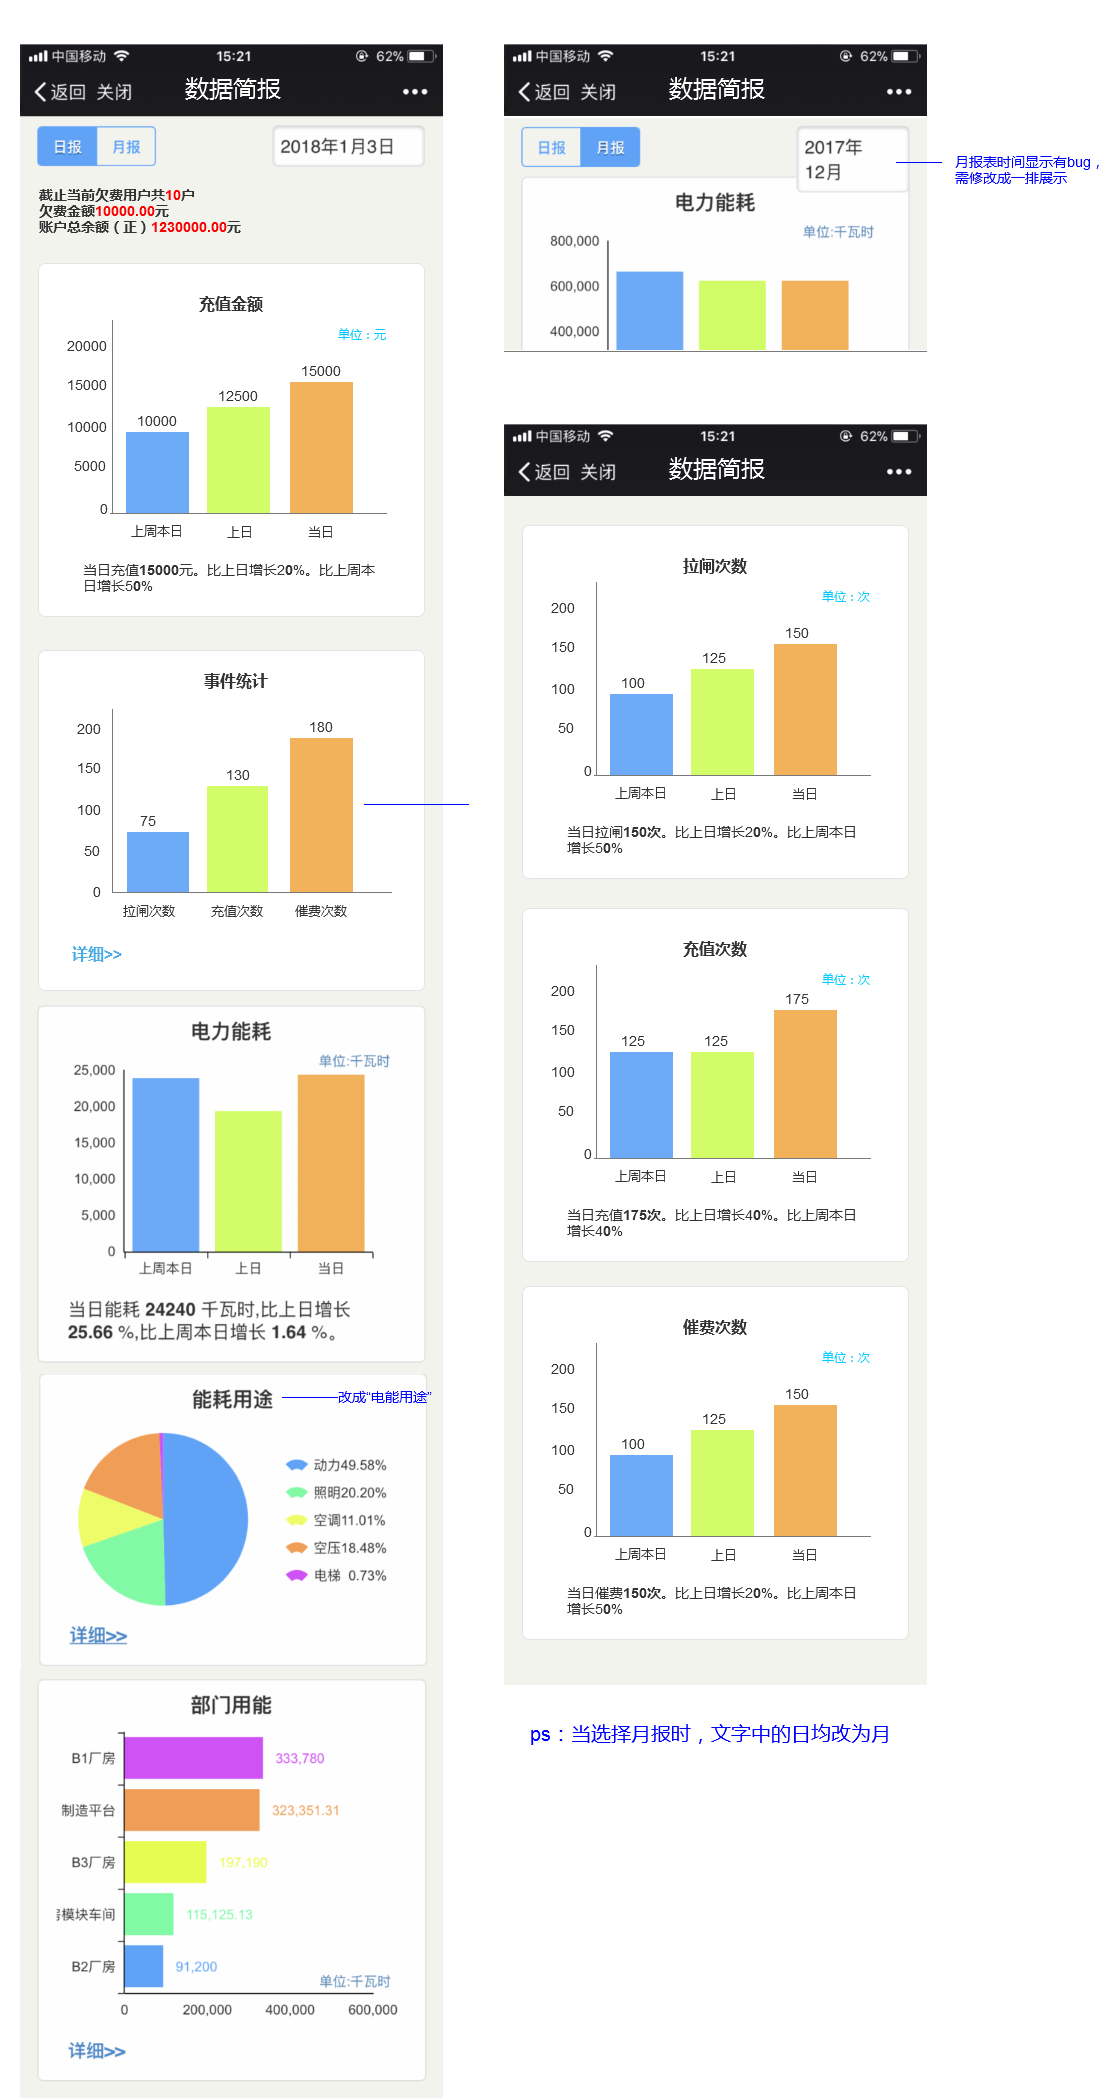 中国移动 15:21 62%
返回 关闭 数据简报
日报 月报 2018年1月3日
截止当前欠费用户共10户
欠费金额10000.00元
账户总余额（正）1230000.00元
充值金额
单位：元
20000
15000
10000
5000
0
10000
12500
15000
上周本日 上日 当日
当日充值15000元。比上日增长20%。比上周本
日增长50%
事件统计
200
150
100
50
0
75
130
180
拉闸次数 充值次数 催费次数
详细>>
电力能耗
单位:千瓦时
25,000
20,000
15,000
10,000
5,000
0
上周本日 上日 当日
当日能耗 24240 千瓦时,比上日增长
25.66 %,比上周本日增长 1.64 %。
能耗用途
改成“电能用途”
动力49.58%
照明20.20%
空调11.01%
空压18.48%
电梯 0.73%
详细>>
部门用能
B1厂房 333,780
制造平台 323,351.31
B3厂房 197,190
模块车间 115,125.13
B2厂房 91,200
单位:千瓦时
0 200,000 400,000 600,000
详细>>
中国移动 15:21 62%
返回 关闭 数据简报
日报 月报
2017年
12月
月报表时间显示有bug，
需修改成一排展示
电力能耗
单位:千瓦时
800,000
600,000
400,000
中国移动 15:21 62%
返回 关闭 数据简报
拉闸次数
单位：次
200
150
100
50
0
100
125
150
上周本日 上日 当日
当日拉闸150次。比上日增长20%。比上周本日
增长50%
充值次数
单位：次
200
150
100
50
0
125
125
175
上周本日 上日 当日
当日充值175次。比上日增长40%。比上周本日
增长40%
催费次数
单位：次
200
150
100
50
0
100
125
150
上周本日 上日 当日
当日催费150次。比上日增长20%。比上周本日
增长50%
ps：当选择月报时，文字中的日均改为月